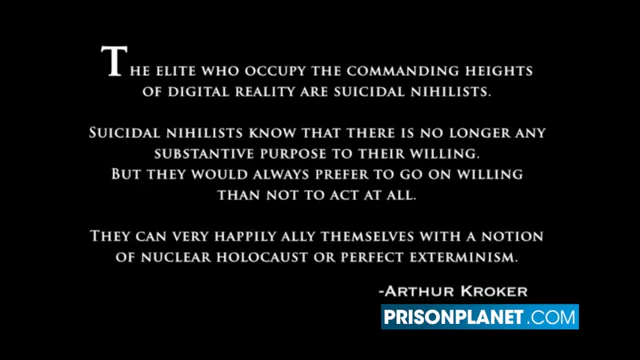 THE ELITE WHO OCCUPY THE COMMANDING HEIGHTS
OF DIGITAL REALITY ARE SUICIDAL NIHILISTS.
SUICIDAL NIHILISTS KNOW THAT THERE IS NO LONGER ANY
SUBSTANTIVE PURPOSE TO THEIR WILLING.
BUT THEY WOULD ALWAYS PREFER TO GO ON WILLING
THAN NOT TO ACT AT ALL.
THEY CAN VERY HAPPILY ALLY THEMSELVES WITH A NOTION
OF NUCLEAR HOLOCAUST OR PERFECT EXTERMINISM.
-ARTHUR KROKER
PRISONPLANET.COM